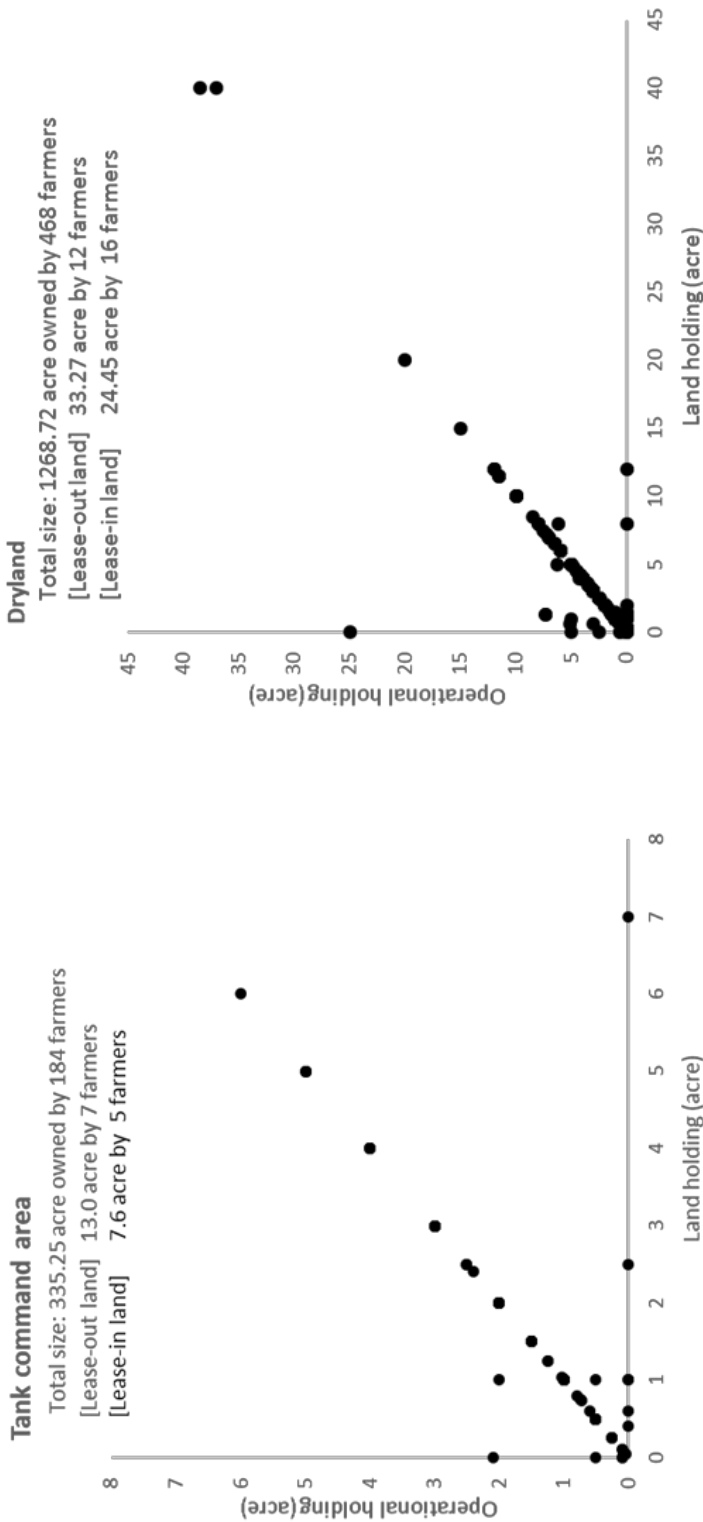 Tank command area
Total size: 335.25 acre owned by 184 farmers
[Lease-out land] 13.0 acre by 7 farmers
[Lease-in land] 7.6 acre by 5 farmers
8
7
6
5
4
3
2
1
0
Operational holding (acre)
0 1 2 3 4 5 6 7 8
Land holding (acre)
Dryland
Total size: 1268.72 acre owned by 468 farmers
[Lease-out land] 33.27 acre by 12 farmers
[Lease-in land] 24.45 acre by 16 farmers
45
40
35
30
25
20
15
10
5
0
Operational holding (acre)
0 5 10 15 20 25 30 35 40 45
Land holding (acre)